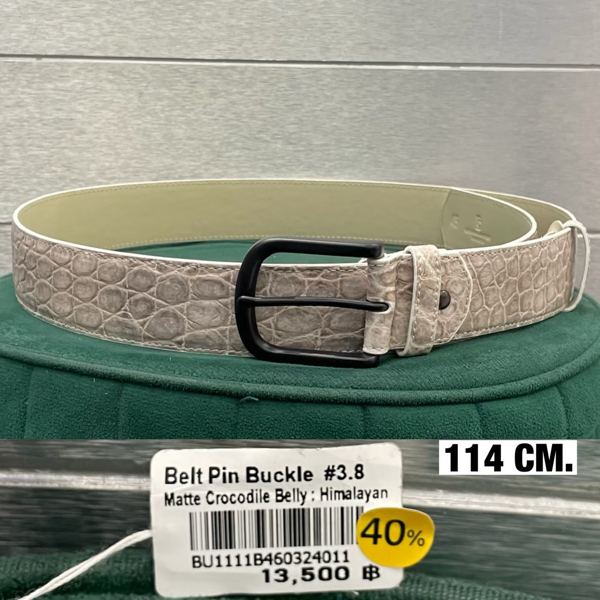 114 CM.
Belt Pin Buckle #3.8
Matte Crocodile Belly : Himalayan
40%
BU1111B460324011
13,500 ฿